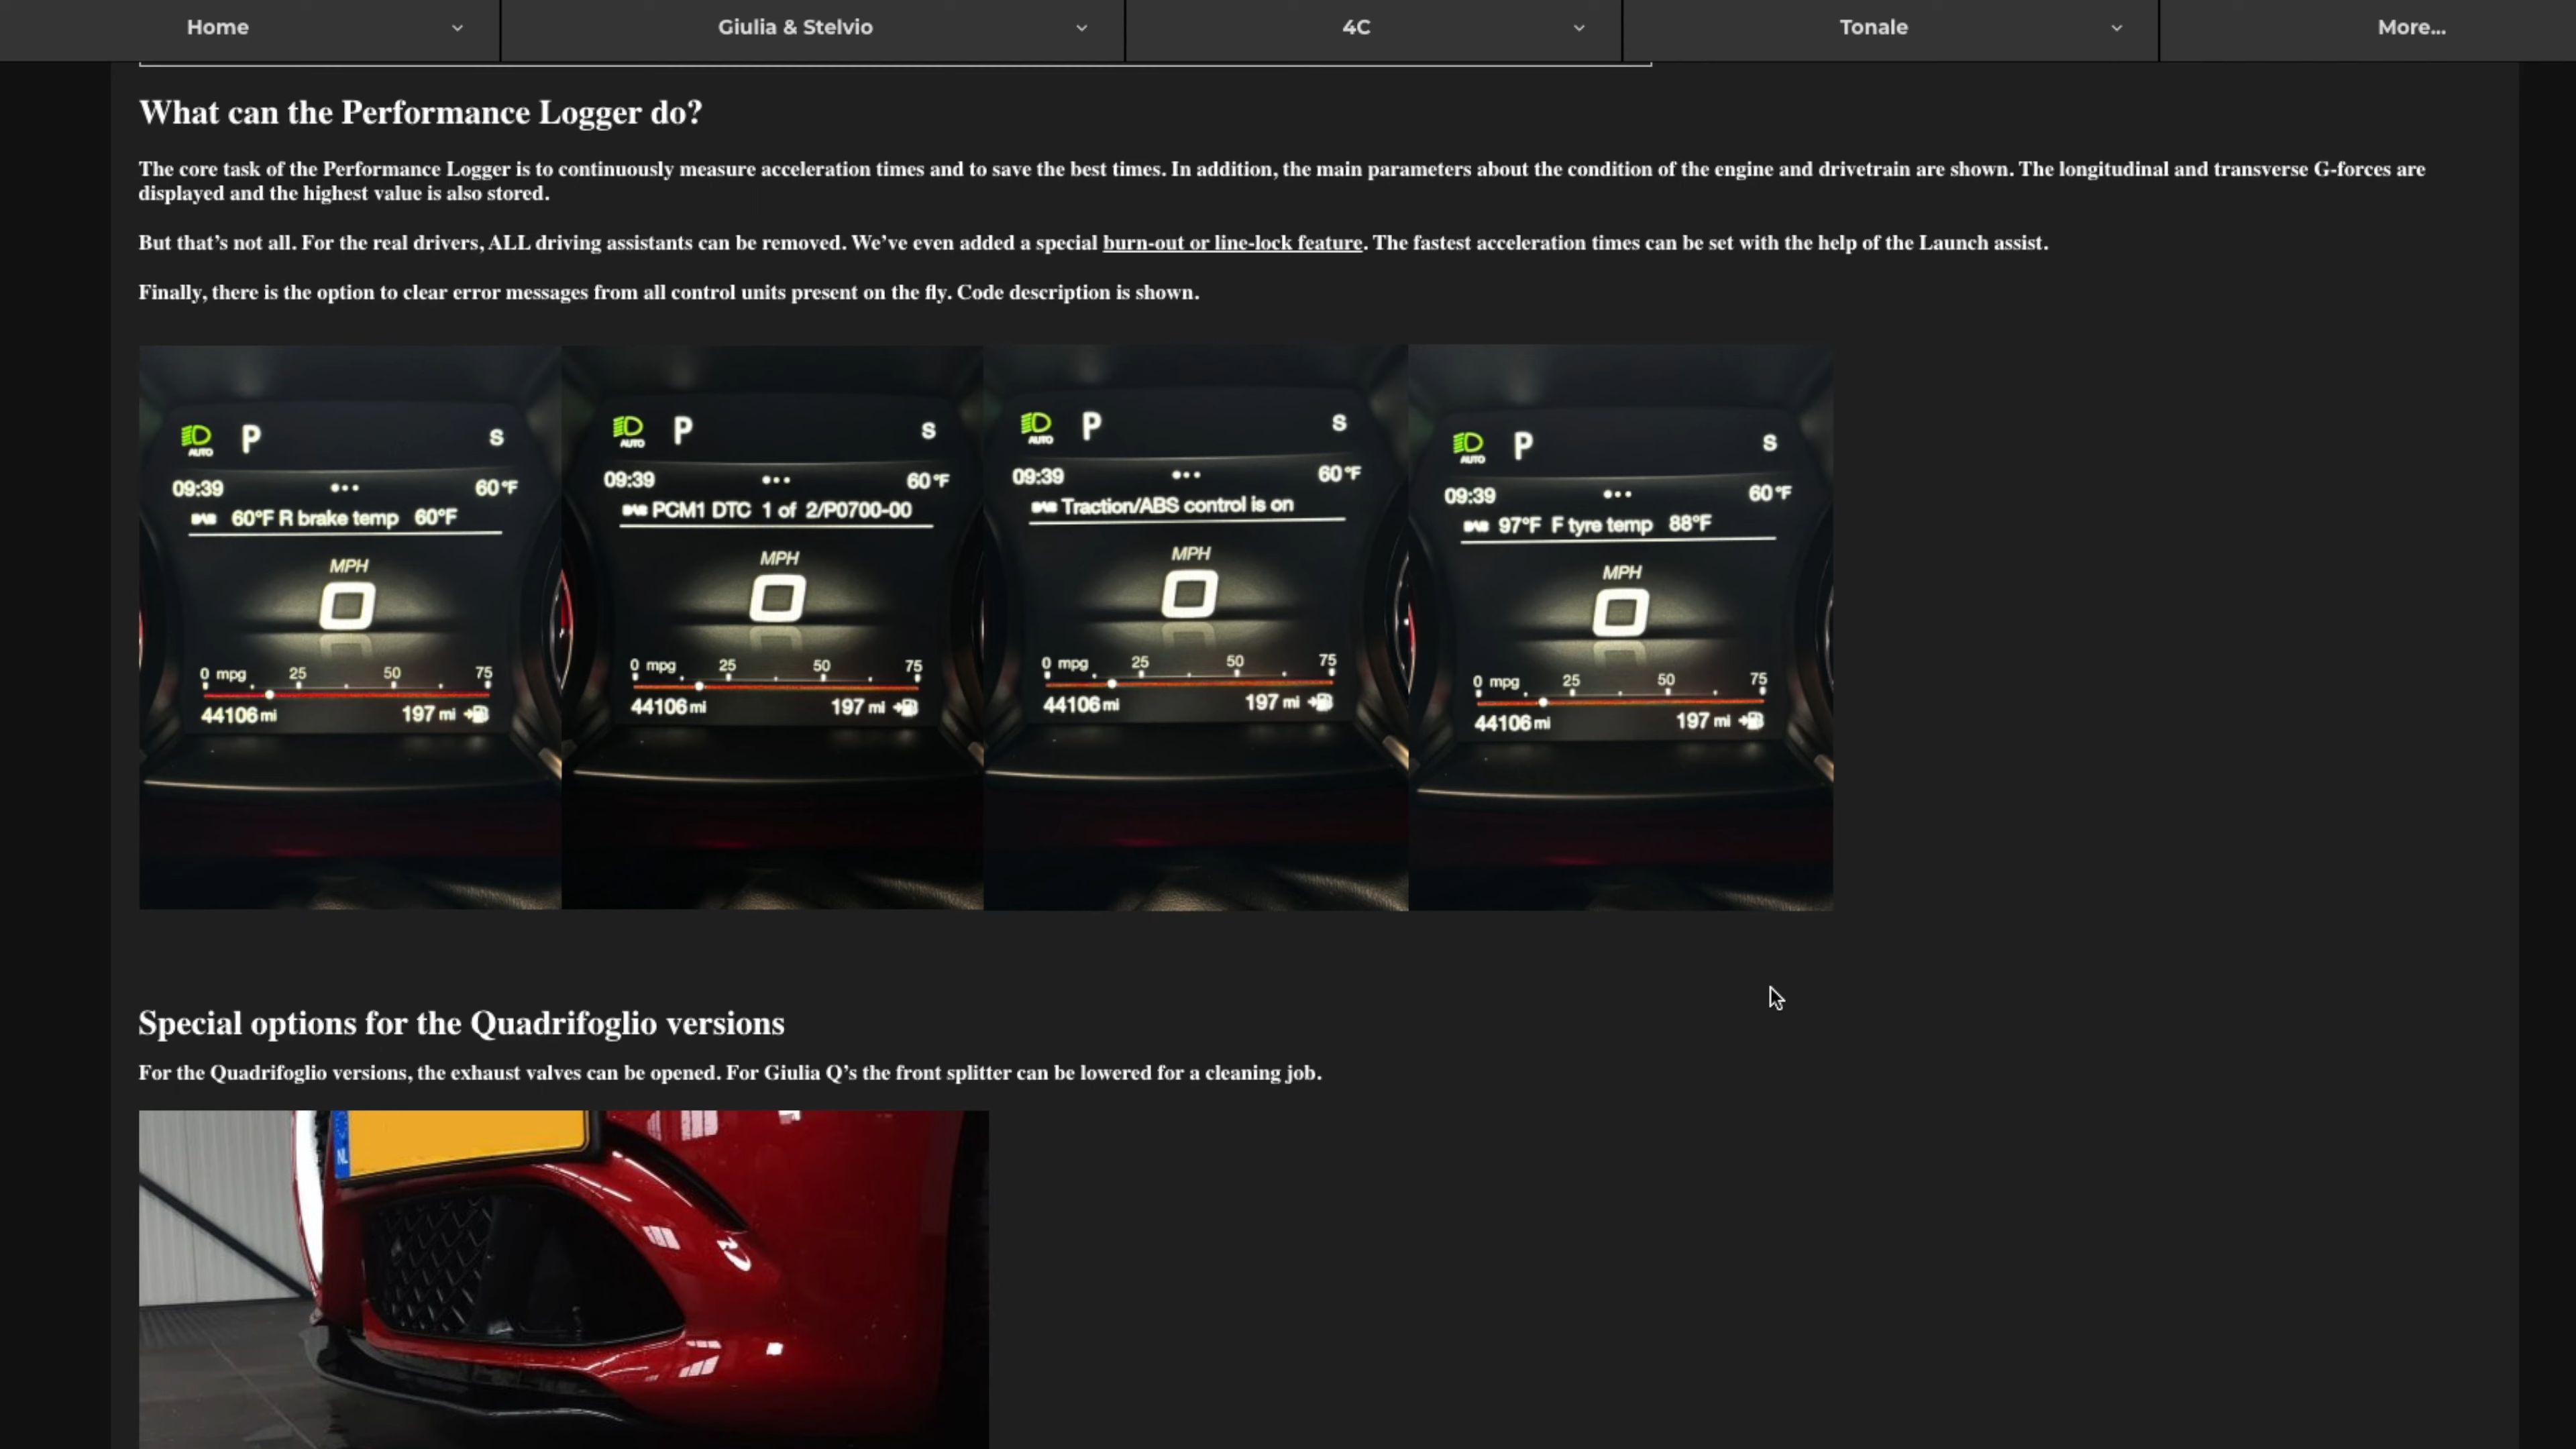 Home
Giulia & Stelvio
4C
Tonale
More...
What can the Performance Logger do?
The core task of the Performance Logger is to continuously measure acceleration times and to save the best times. In addition, the main parameters about the condition of the engine and drivetrain are shown. The longitudinal and transverse G-forces are
displayed and the highest value is also stored.
But that’s not all. For the real drivers, ALL driving assistants can be removed. We’ve even added a special burn-out or line-lock feature. The fastest acceleration times can be set with the help of the Launch assist.
Finally, there is the option to clear error messages from all control units present on the fly. Code description is shown.
P S
AUTO
09:39 60°F
60°F R brake temp 60°F
MPH
0
0 mpg 25 50 75
44106 mi 197 mi
P S
AUTO
09:39 60°F
PCM1 DTC 1 of 2/P0700-00
MPH
0
0 mpg 25 50 75
44106 mi 197 mi
P S
AUTO
09:39 60°F
Traction/ABS control is on
MPH
0
0 mpg 25 50 75
44106 mi 197 mi
P S
AUTO
09:39 60°F
97°F F tyre temp 88°F
MPH
0
0 mpg 25 50 75
44106 mi 197 mi
Special options for the Quadrifoglio versions
For the Quadrifoglio versions, the exhaust valves can be opened. For Giulia Q’s the front splitter can be lowered for a cleaning job.
NL